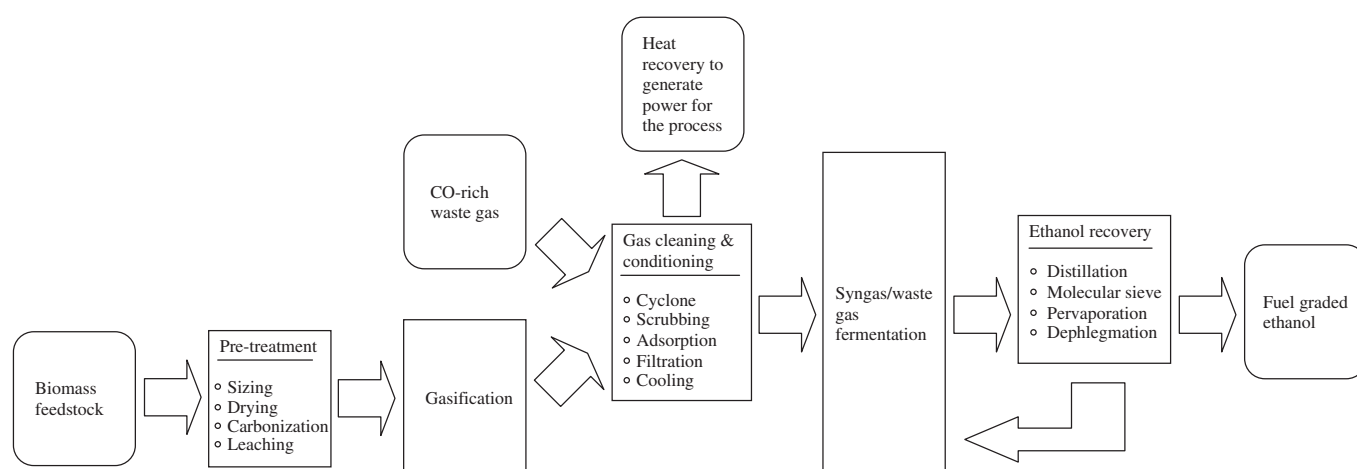 Heat
recovery to
generate
power for
the process
CO-rich
waste gas
Gas cleaning &
conditioning
Cyclone
Scrubbing
Adsorption
Filtration
Cooling
Biomass
feedstock
Pre-treatment
Sizing
Drying
Carbonization
Leaching
Gasification
Syngas/waste
gas
fermentation
Ethanol recovery
Distillation
Molecular sieve
Pervaporation
Dephlegmation
Fuel graded
ethanol